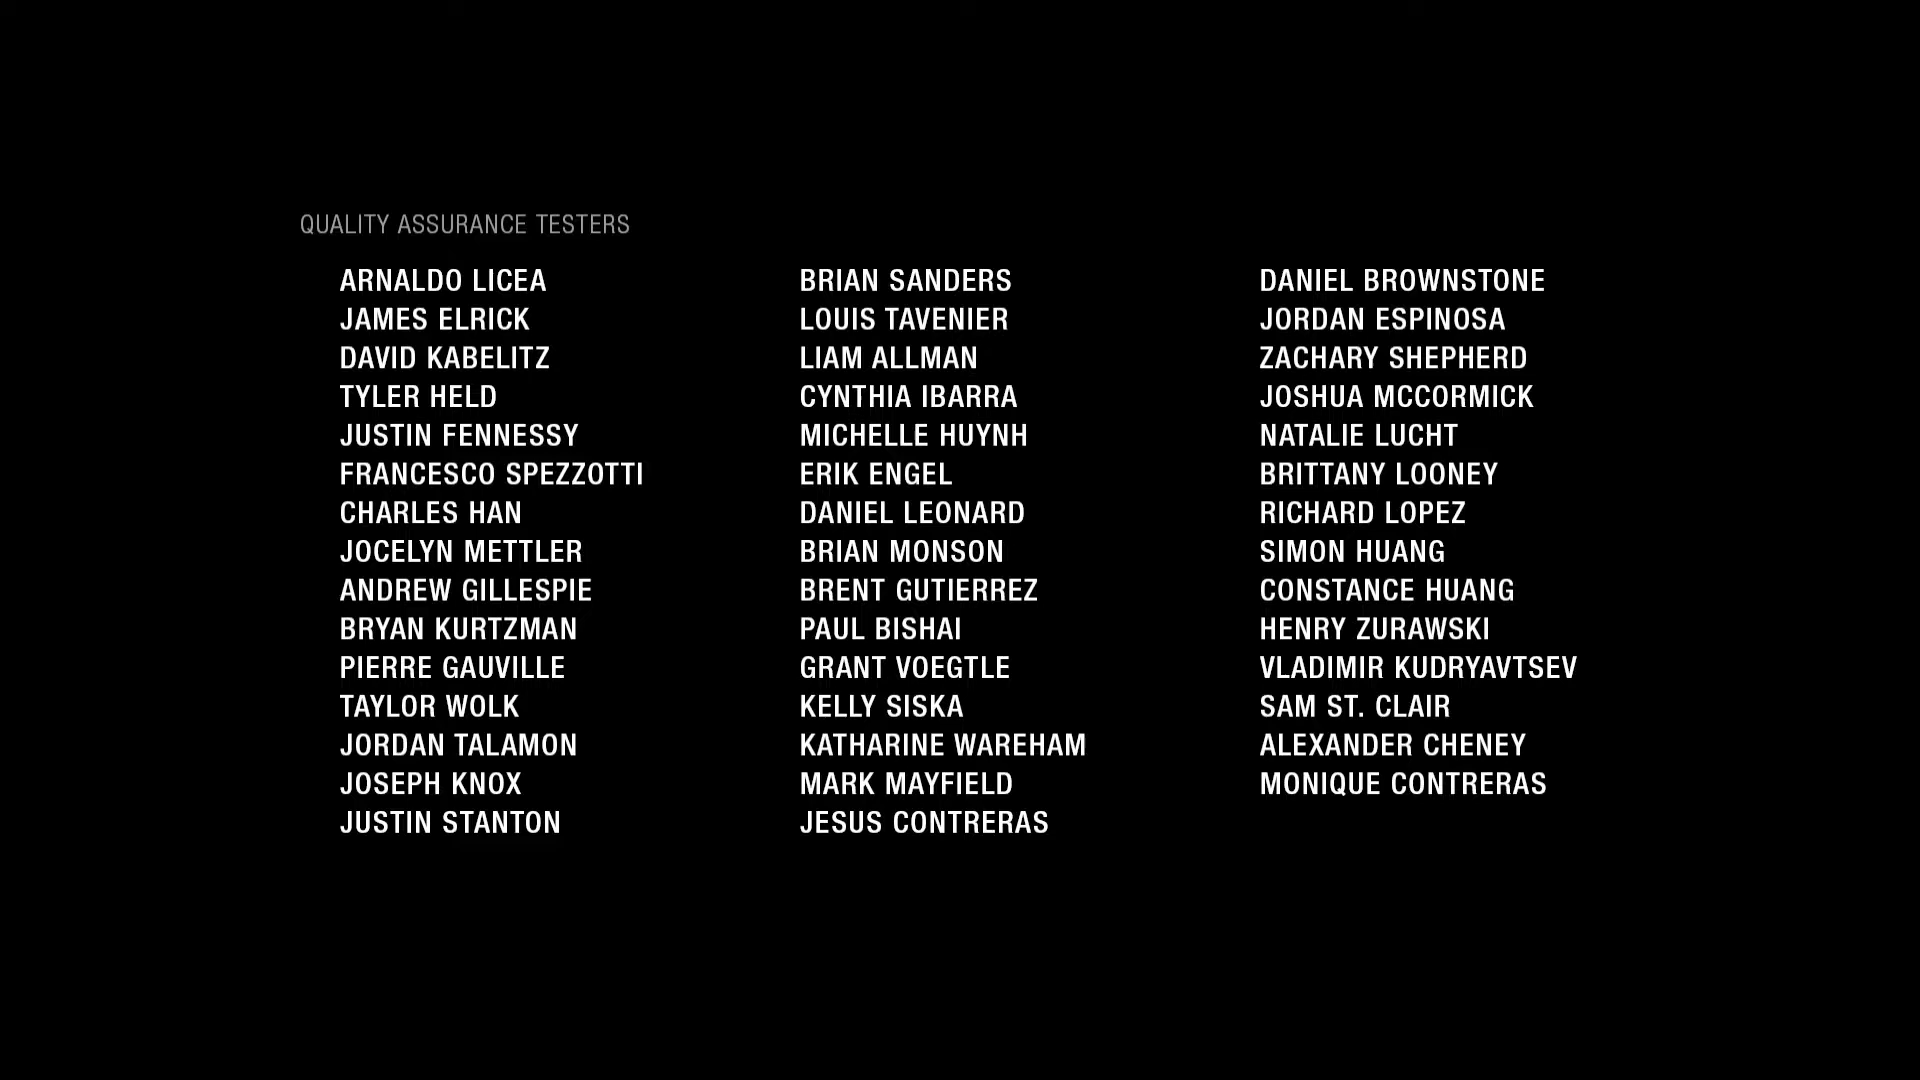 QUALITY ASSURANCE TESTERS
ARNALDO LICEA
JAMES ELRICK
DAVID KABELITZ
TYLER HELD
JUSTIN FENNESSY
FRANCESCO SPEZZOTTI
CHARLES HAN
JOCELYN METTLER
ANDREW GILLESPIE
BRYAN KURTZMAN
PIERRE GAUVILLE
TAYLOR WOLK
JORDAN TALAMON
JOSEPH KNOX
JUSTIN STANTON
BRIAN SANDERS
LOUIS TAVENIER
LIAM ALLMAN
CYNTHIA IBARRA
MICHELLE HUYNH
ERIK ENGEL
DANIEL LEONARD
BRIAN MONSON
BRENT GUTIERREZ
PAUL BISHAI
GRANT VOEGTLE
KELLY SISKA
KATHARINE WAREHAM
MARK MAYFIELD
JESUS CONTRERAS
DANIEL BROWNSTONE
JORDAN ESPINOSA
ZACHARY SHEPHERD
JOSHUA MCCORMICK
NATALIE LUCHT
BRITTANY LOONEY
RICHARD LOPEZ
SIMON HUANG
CONSTANCE HUANG
HENRY ZURAWSKI
VLADIMIR KUDRYAVTSEV
SAM ST. CLAIR
ALEXANDER CHENEY
MONIQUE CONTRERAS